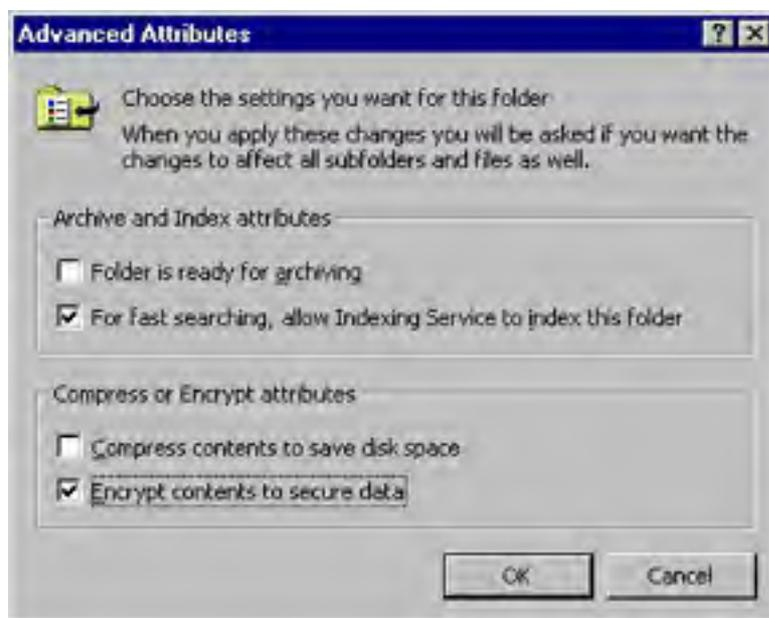 Advanced Attributes
Choose the settings you want for this folder
When you apply these changes you will be asked if you want the
changes to affect all subfolders and files as well.
Archive and Index attributes
Folder is ready for archiving
For fast searching, allow Indexing Service to index this folder
Compress or Encrypt attributes
Compress contents to save disk space
Encrypt contents to secure data
OK Cancel